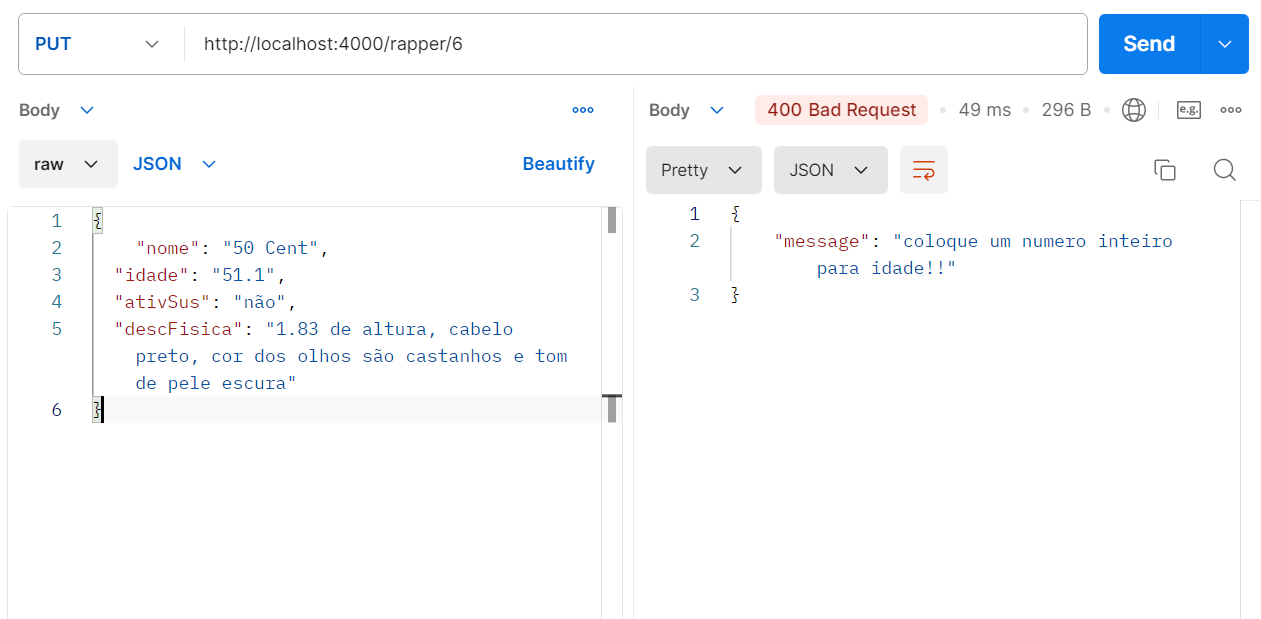 PUT http://localhost:4000/rapper/6 Send
Body
raw JSON Beautify
1 {
2 "nome": "50 Cent",
3 "idade": "51.1",
4 "ativSus": "não",
5 "descFisica": "1.83 de altura, cabelo
preto, cor dos olhos são castanhos e tom
de pele escura"
6 }
Body 400 Bad Request 49 ms 296 B e.g.
Pretty JSON
1 {
2 "message": "coloque um numero inteiro
para idade!!"
3 }